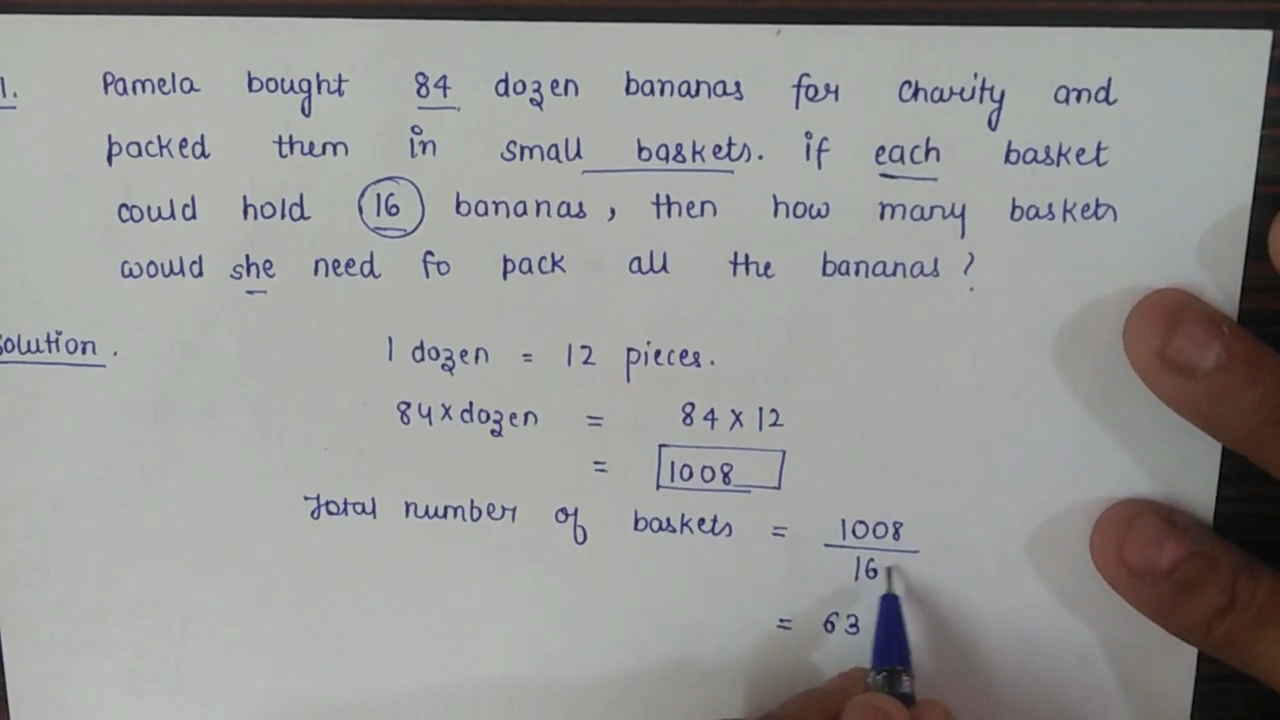 1. Pamela bought 84 dozen bananas for charity and
packed them in small baskets. if each basket
could hold 16 bananas, then how many baskets
would she need to pack all the bananas?
Solution.
1 dozen = 12 pieces.
84 x dozen = 84 x 12
= 1008
Total number of baskets = 1008
16
= 63